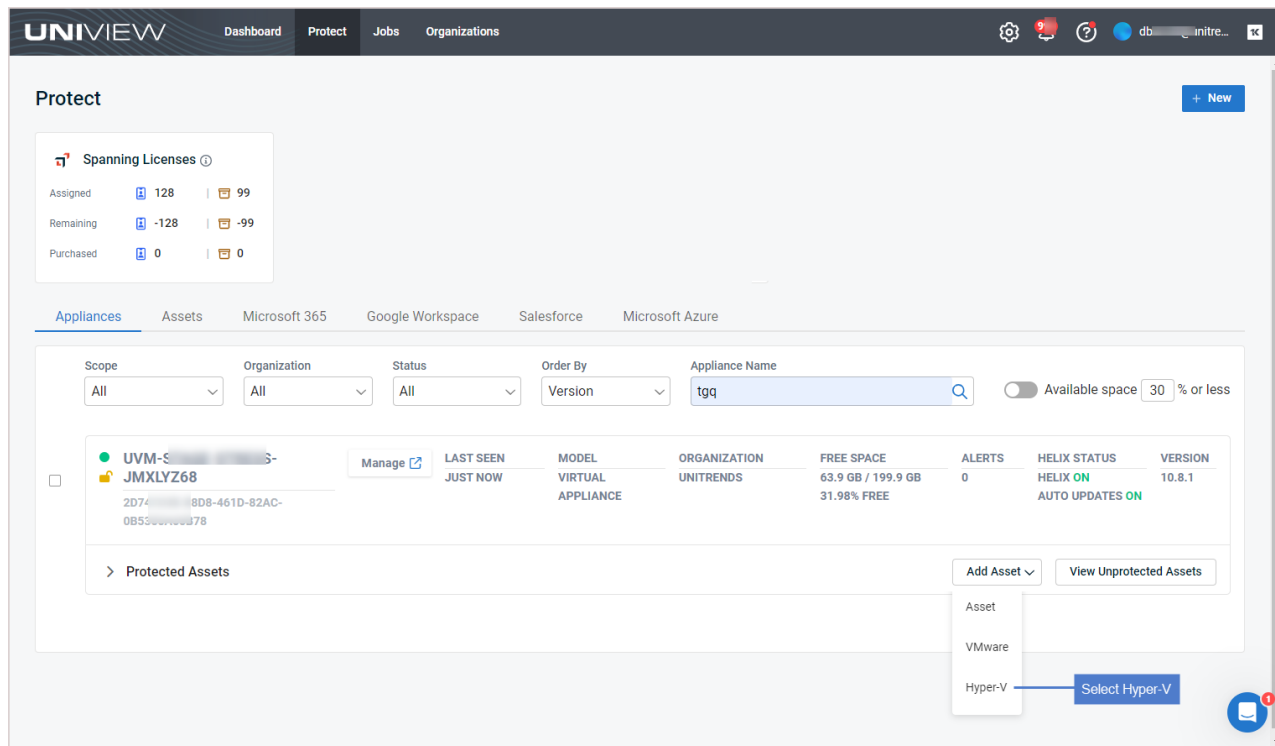 UNIVIEW Dashboard Protect Jobs Organizations
Protect
+ New
Spanning Licenses
Assigned 128 | 99
Remaining -128 | -99
Purchased 0 | 0
Appliances Assets Microsoft 365 Google Workspace Salesforce Microsoft Azure
Scope Organization Status Order By Appliance Name
All All All Version tgq Available space 30 % or less
UVM-S
JMXLYZ68
Manage
LAST SEEN
JUST NOW
MODEL
VIRTUAL
APPLIANCE
ORGANIZATION
UNITRENDS
FREE SPACE
63.9 GB / 199.9 GB
31.98% FREE
ALERTS
0
HELIX STATUS
HELIX ON
AUTO UPDATES ON
VERSION
10.8.1
8D8-461D-82AC-
Protected Assets Add Asset View Unprotected Assets
Asset
VMware
Hyper-V Select Hyper-V
1